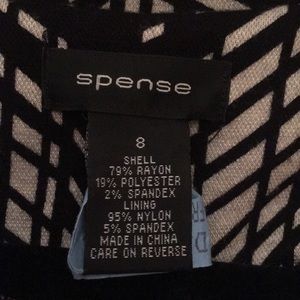 spense
8
SHELL
79% RAYON
19% POLYESTER
2% SPANDEX
LINING
95% NYLON
5% SPANDEX
MADE IN CHINA
CARE ON REVERSE